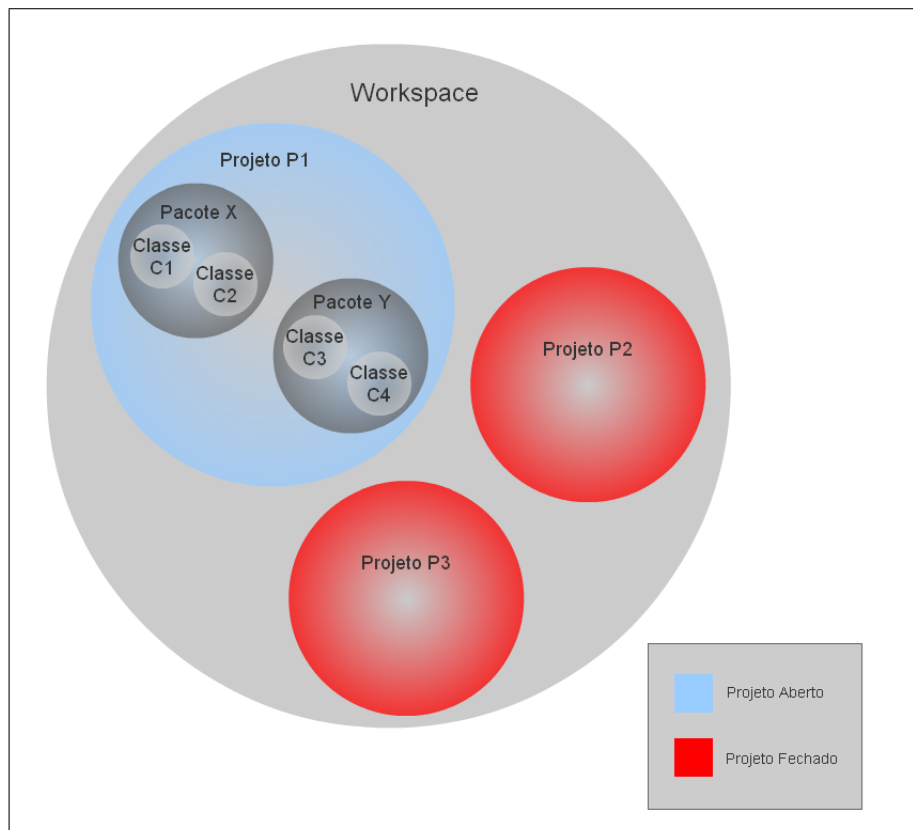 Workspace
Projeto P1
Pacote X
Classe
C1
Classe
C2
Pacote Y
Classe
C3
Classe
C4
Projeto P2
Projeto P3
Projeto Aberto
Projeto Fechado